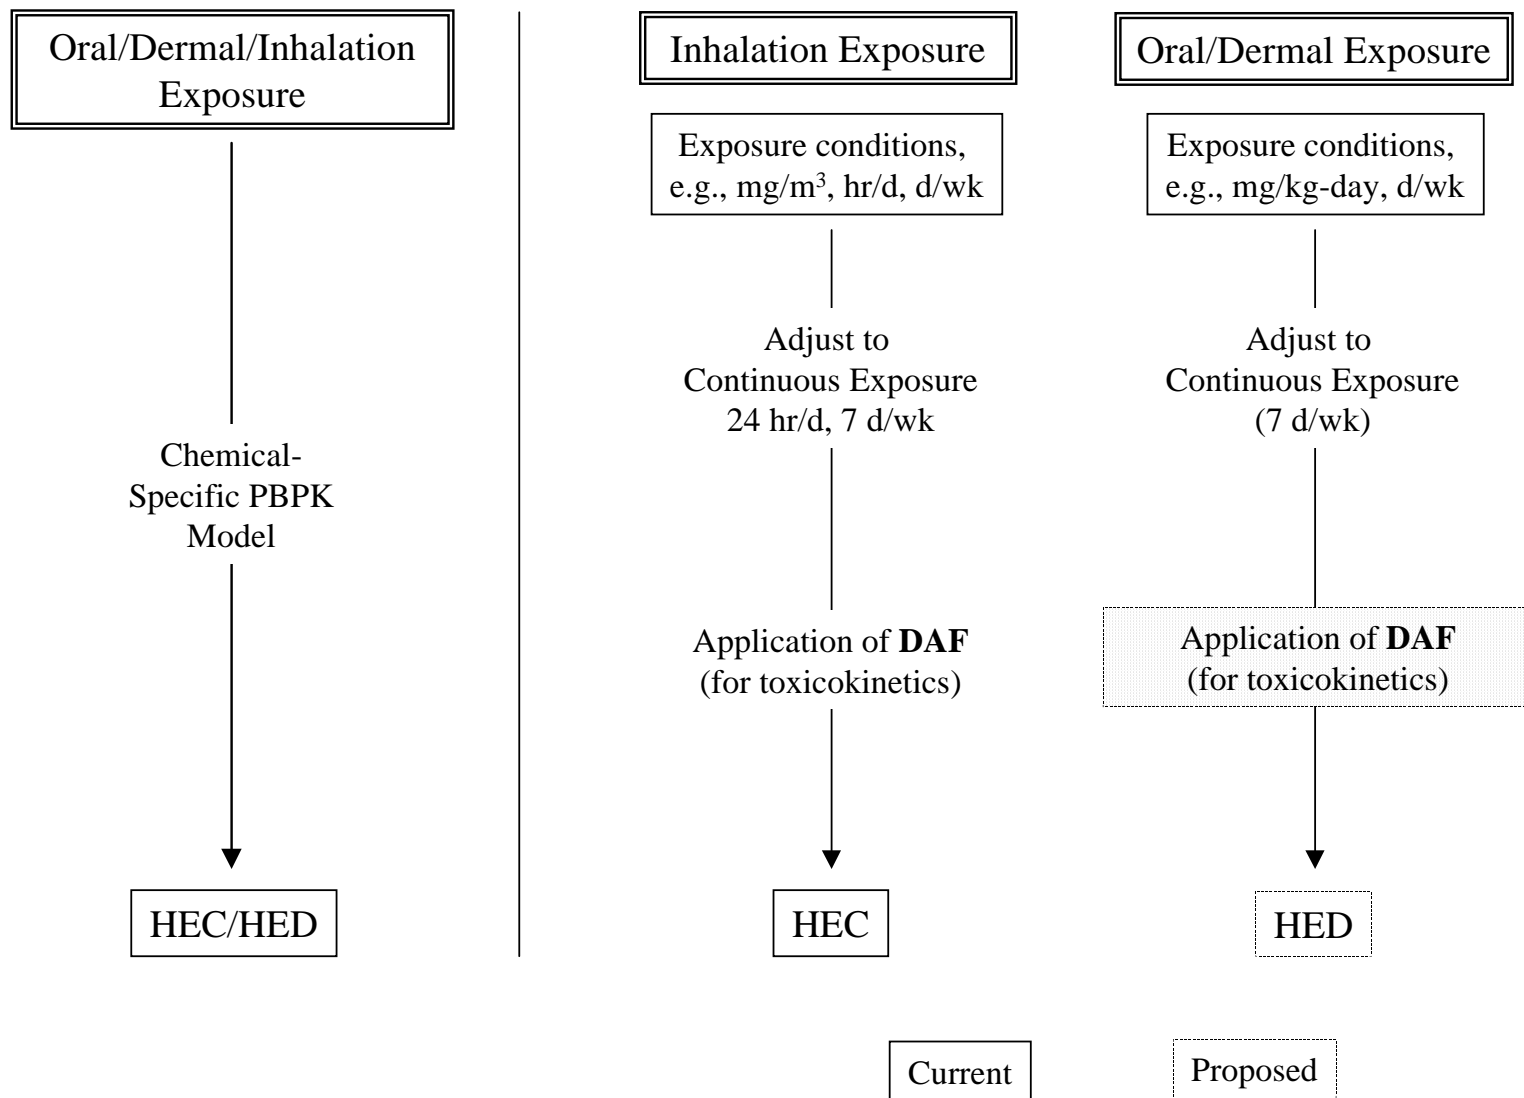 Oral/Dermal/Inhalation
Exposure
Chemical-
Specific PBPK
Model
HEC/HED
Inhalation Exposure
Exposure conditions,
e.g., mg/m³, hr/d, d/wk
Adjust to
Continuous Exposure
24 hr/d, 7 d/wk
Application of DAF
(for toxicokinetics)
HEC
Oral/Dermal Exposure
Exposure conditions,
e.g., mg/kg-day, d/wk
Adjust to
Continuous Exposure
(7 d/wk)
Application of DAF
(for toxicokinetics)
HED
Current
Proposed